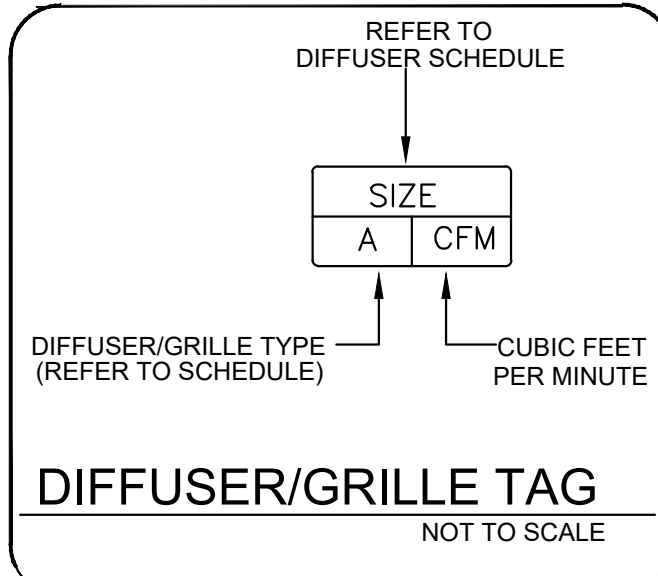 REFER TO
DIFFUSER SCHEDULE
SIZE
A CFM
DIFFUSER/GRILLE TYPE
(REFER TO SCHEDULE)
CUBIC FEET
PER MINUTE
DIFFUSER/GRILLE TAG
NOT TO SCALE